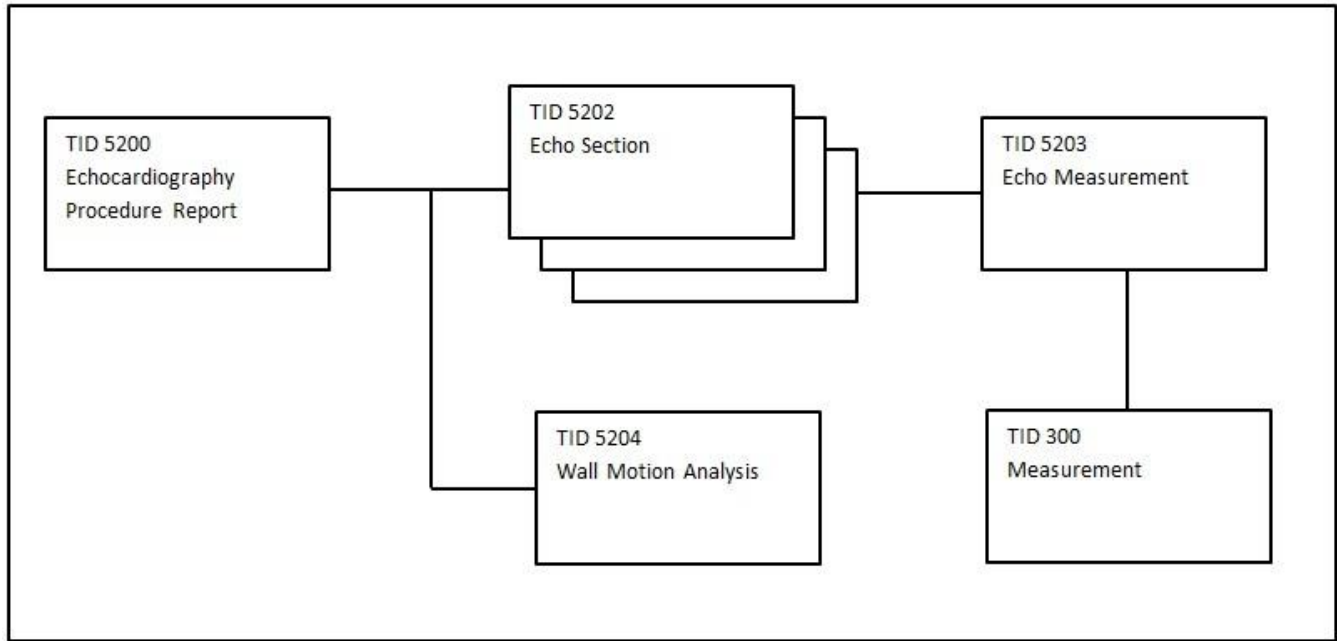 TID 5200
Echocardiography
Procedure Report
TID 5202
Echo Section
TID 5203
Echo Measurement
TID 5204
Wall Motion Analysis
TID 300
Measurement